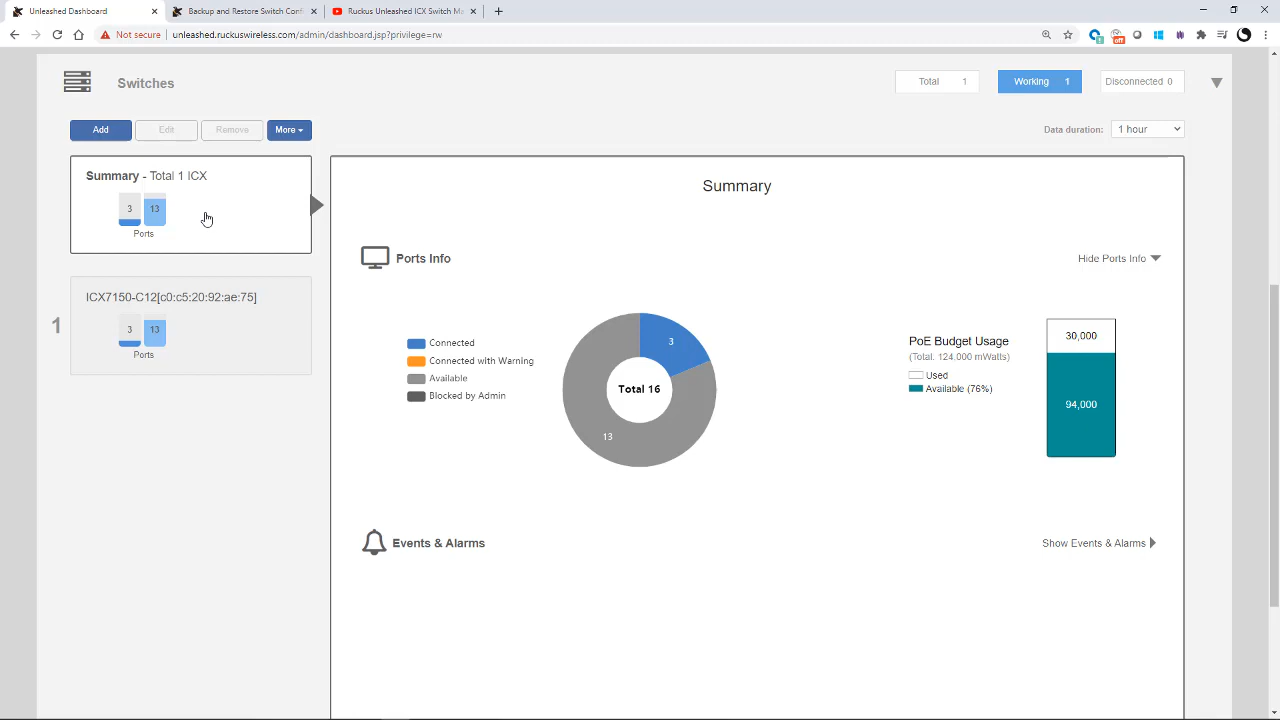 Unleashed Dashboard
Backup and Restore Switch Conf
Ruckus Unleashed ICX Switch Ma
Not secure
unleashed.ruckuswireless.com/admin/dashboard.jsp?privilege=rw
off
Switches
Total 1
Working 1
Disconnected 0
Add
Edit
Remove
More
Data duration:
1 hour
Summary - Total 1 ICX
3
13
Ports
1
ICX7150-C12[c0:c5:20:92:ae:75]
3
13
Ports
Summary
Ports Info
Hide Ports Info
Connected
Connected with Warning
Available
Blocked by Admin
3
Total 16
13
PoE Budget Usage
(Total: 124,000 mWatts)
Used
Available (76%)
30,000
94,000
Events & Alarms
Show Events & Alarms